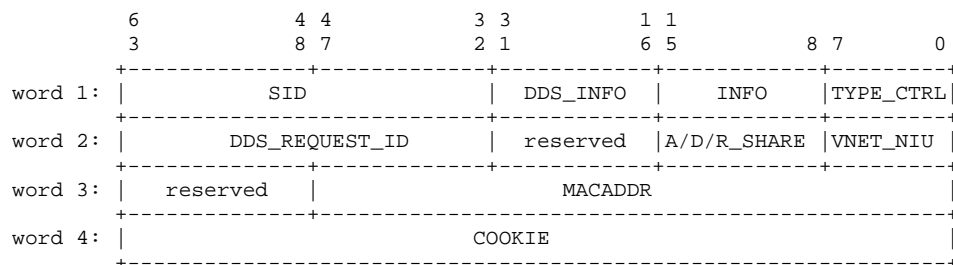 6 4 4 3 3 1 1
3 8 7 2 1 6 5 8 7 0
+---------------+--------------+-------------+-------------+----------+
word 1: | SID | DDS_INFO | INFO |TYPE_CTRL|
+---------------+--------------+-------------+-------------+----------+
word 2: | DDS_REQUEST_ID | reserved |A/D/R_SHARE |VNET_NIU |
+---------------+--------------+-------------+-------------+----------+
word 3: | reserved | MACADDR |
+---------------+-----------------------------------------------------+
word 4: | COOKIE |
+---------------------------------------------------------------------+